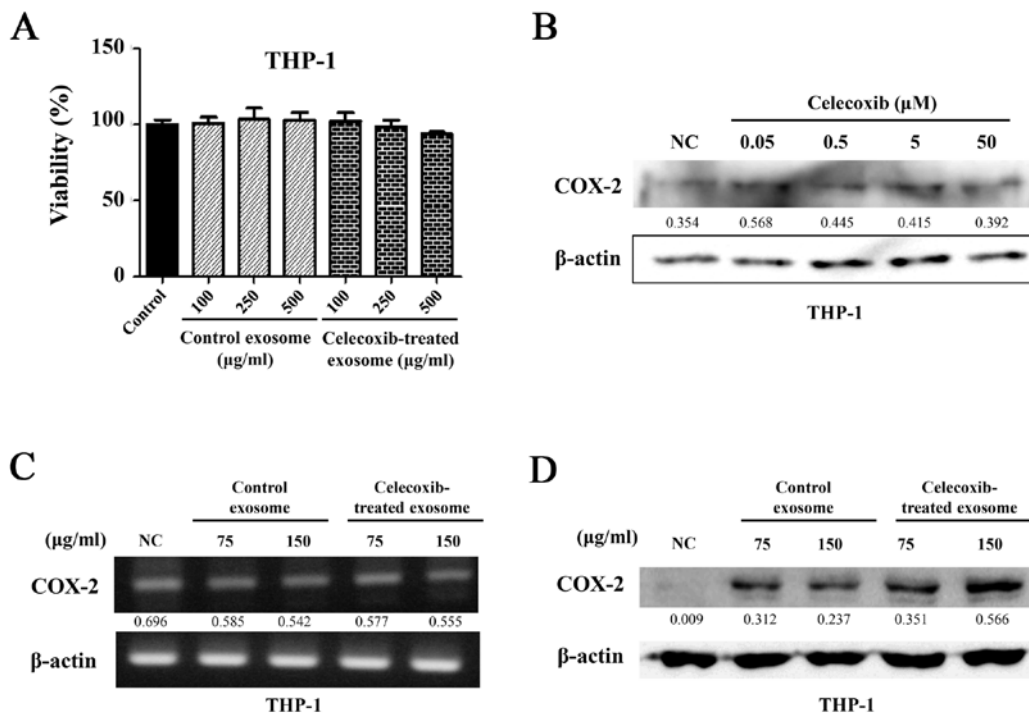 A
THP-1
Viability (%)
150
100
50
0
Control
100
250
500
100
250
500
Control exosome
(µg/ml)
Celecoxib-treated
exosome (µg/ml)
B
Celecoxib (µM)
NC 0.05 0.5 5 50
COX-2
0.354 0.568 0.445 0.415 0.392
β-actin
THP-1
C
Control
exosome
Celecoxib-
treated exosome
(µg/ml) NC 75 150 75 150
COX-2
0.696 0.585 0.542 0.577 0.555
β-actin
THP-1
D
Control
exosome
Celecoxib-
treated exosome
(µg/ml) NC 75 150 75 150
COX-2
0.009 0.312 0.237 0.351 0.566
β-actin
THP-1